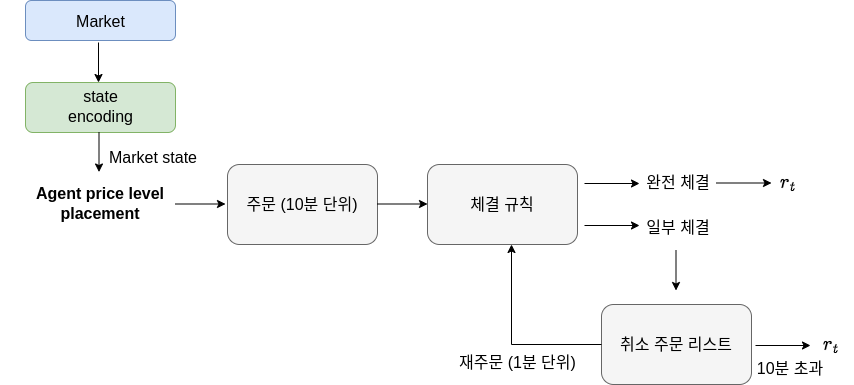 Market
state
encoding
Market state
Agent price level
placement
주문 (10분 단위)
체결 규칙
완전 체결
r_t
일부 체결
취소 주문 리스트
r_t
10분 초과
재주문 (1분 단위)